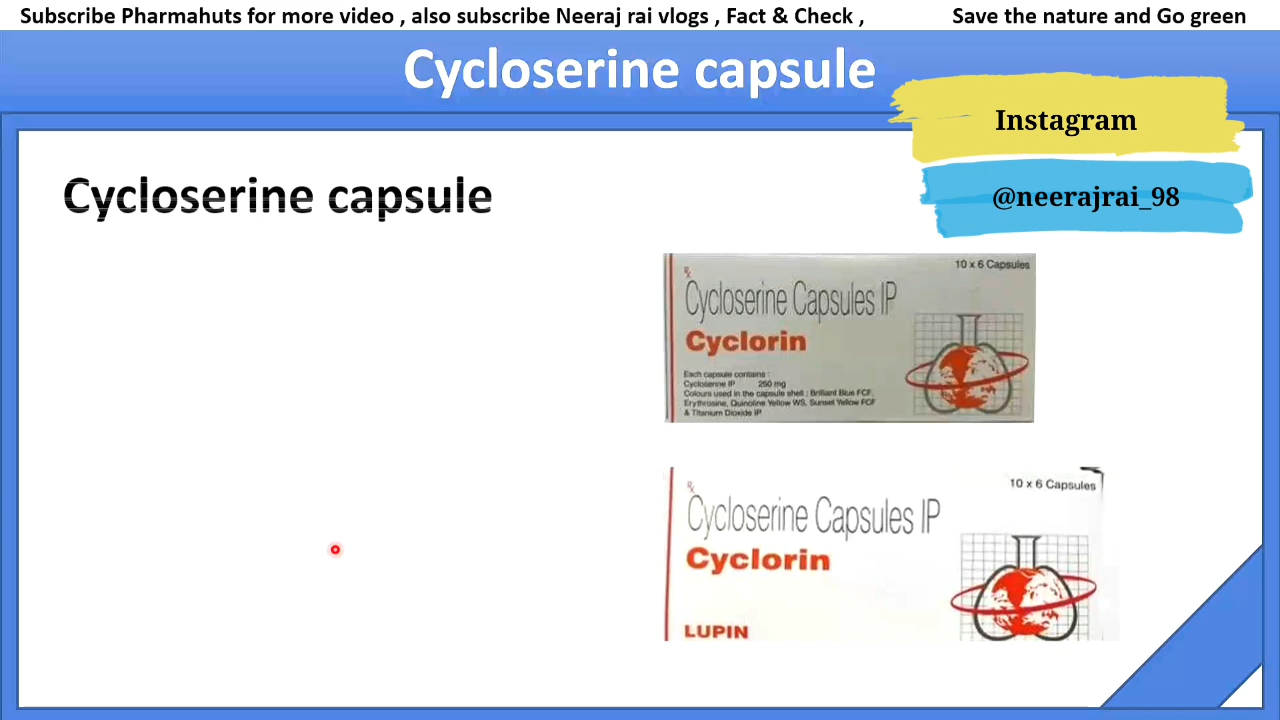 Subscribe Pharmahuts for more video , also subscribe Neeraj rai vlogs , Fact & Check , Save the nature and Go green
Cycloserine capsule
Instagram
@neerajrai_98
Cycloserine capsule
10 x 6 Capsules
Rx
Cycloserine Capsules IP
Cyclorin
Each capsule contains :
Cycloserine IP 250 mg
Colours used in the capsule shell : Brilliant Blue FCF,
Erythrosine, Quinoline Yellow WS, Sunset Yellow FCF
& Titanium Dioxide IP
10 x 6 Capsules
Rx
Cycloserine Capsules IP
Cyclorin
LUPIN